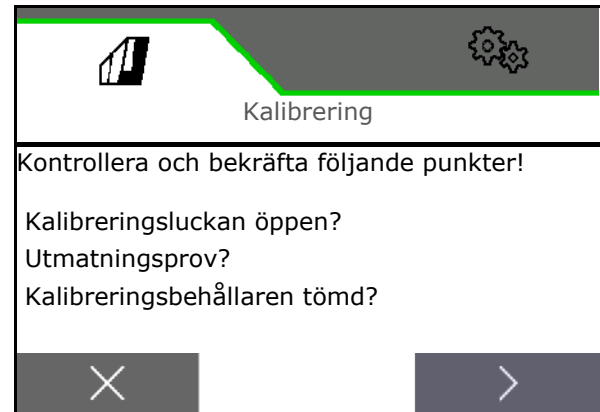 Kalibrering
Kontrollera och bekräfta följande punkter!
Kalibreringsluckan öppen?
Utmatningsprov?
Kalibreringsbehållaren tömd?